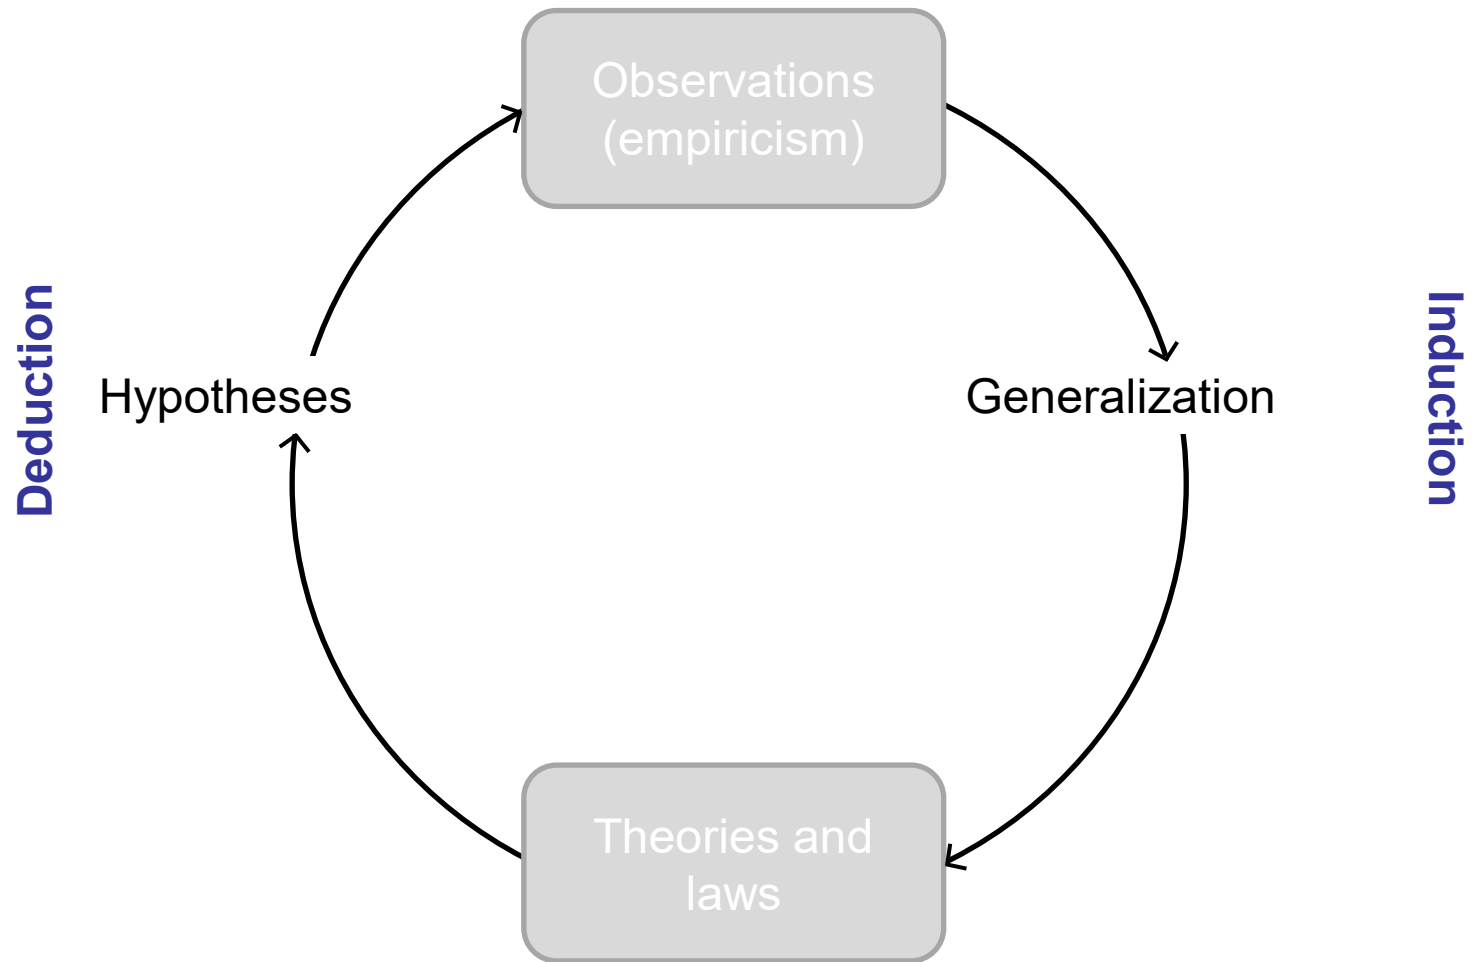 Observations
(empiricism)
Deduction
Hypotheses
Generalization
Induction
Theories and
laws